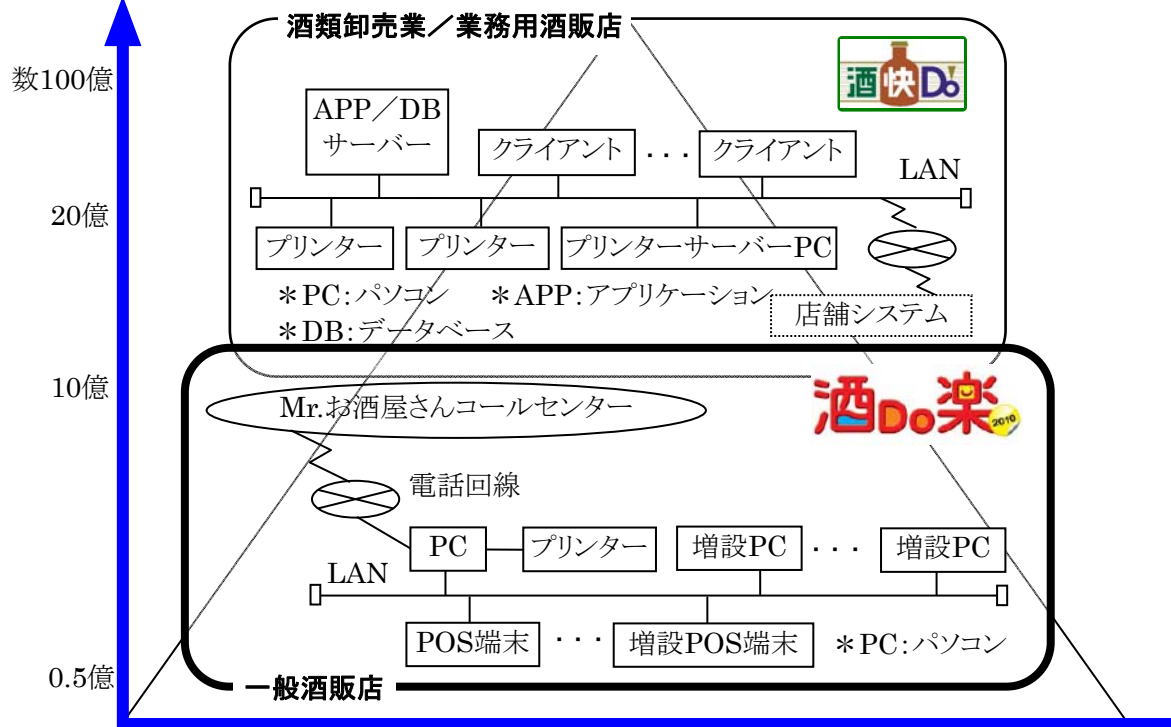 酒類卸売業／業務用酒販店
数100億
酒快Do!
APP／DB
サーバー
クライアント ・・・ クライアント
LAN
20億
プリンター プリンター プリンターサーバーPC
＊PC：パソコン ＊APP：アプリケーション
＊DB：データベース
店舗システム
10億
Mr.お酒屋さんコールセンター
酒Do楽
2010
電話回線
PC プリンター 増設PC ・・・ 増設PC
LAN
POS端末 ・・・ 増設POS端末 ＊PC：パソコン
0.5億
一般酒販店